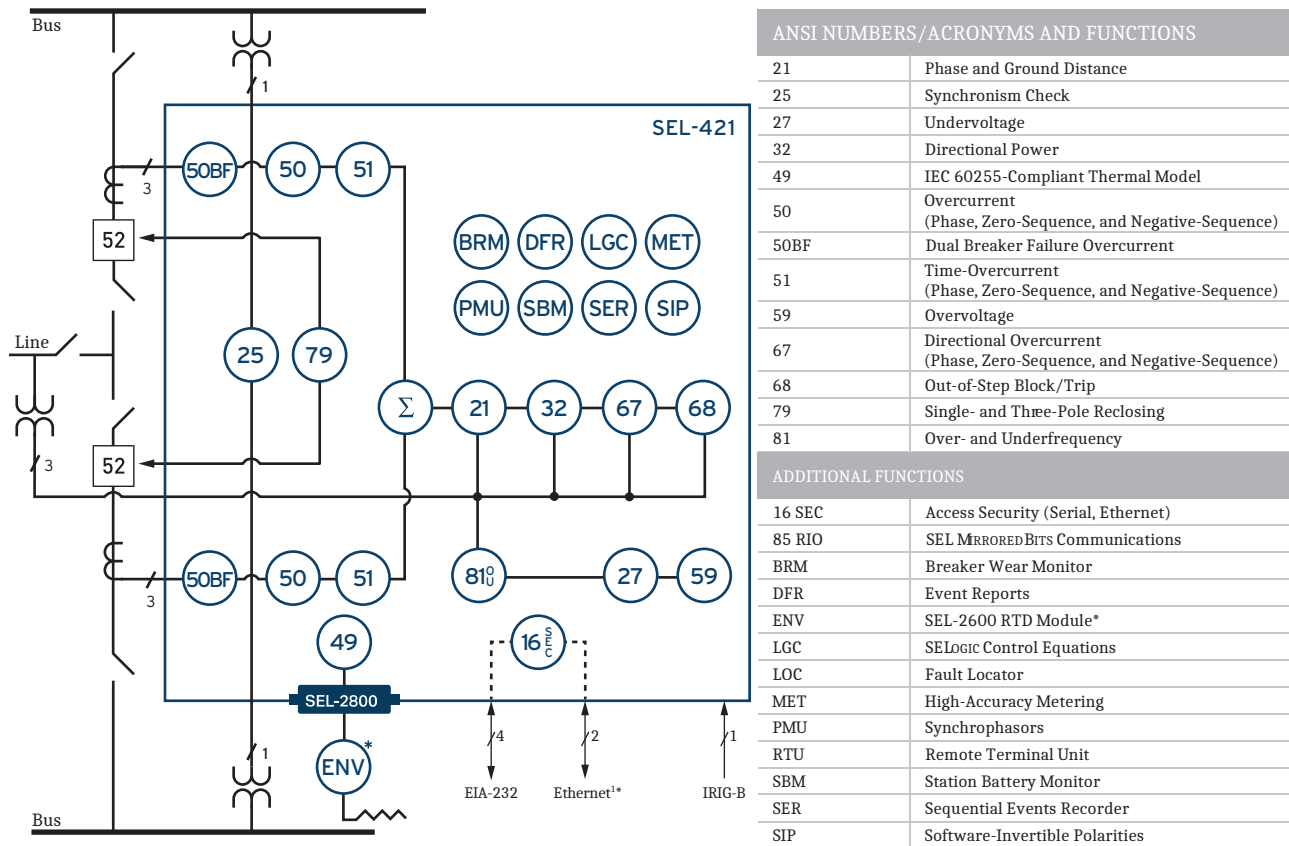 Bus
1
SEL-421
3
50BF
50
51
52
BRM
DFR
LGC
MET
PMU
SBM
SER
SIP
Line
25
79
Σ
21
32
67
68
3
52
50BF
50
51
81 O U
27
59
3
49
16 S E C
SEL-2800
1
ENV*
4
2
1
EIA-232
Ethernet¹*
IRIG-B
Bus
ANSI NUMBERS/ACRONYMS AND FUNCTIONS
21 Phase and Ground Distance
25 Synchronism Check
27 Undervoltage
32 Directional Power
49 IEC 60255-Compliant Thermal Model
50 Overcurrent
(Phase, Zero-Sequence, and Negative-Sequence)
50BF Dual Breaker Failure Overcurrent
51 Time-Overcurrent
(Phase, Zero-Sequence, and Negative-Sequence)
59 Overvoltage
67 Directional Overcurrent
(Phase, Zero-Sequence, and Negative-Sequence)
68 Out-of-Step Block/Trip
79 Single- and Three-Pole Reclosing
81 Over- and Underfrequency
ADDITIONAL FUNCTIONS
16 SEC Access Security (Serial, Ethernet)
85 RIO SEL MIRRORED BITS Communications
BRM Breaker Wear Monitor
DFR Event Reports
ENV SEL-2600 RTD Module*
LGC SELOGIC Control Equations
LOC Fault Locator
MET High-Accuracy Metering
PMU Synchrophasors
RTU Remote Terminal Unit
SBM Station Battery Monitor
SER Sequential Events Recorder
SIP Software-Invertible Polarities